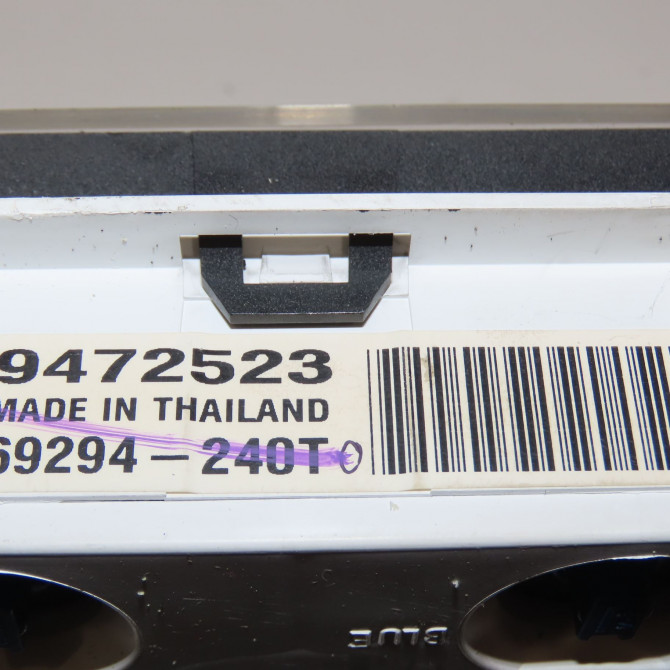 9472523
MADE IN THAILAND
69294-240T
BLUE